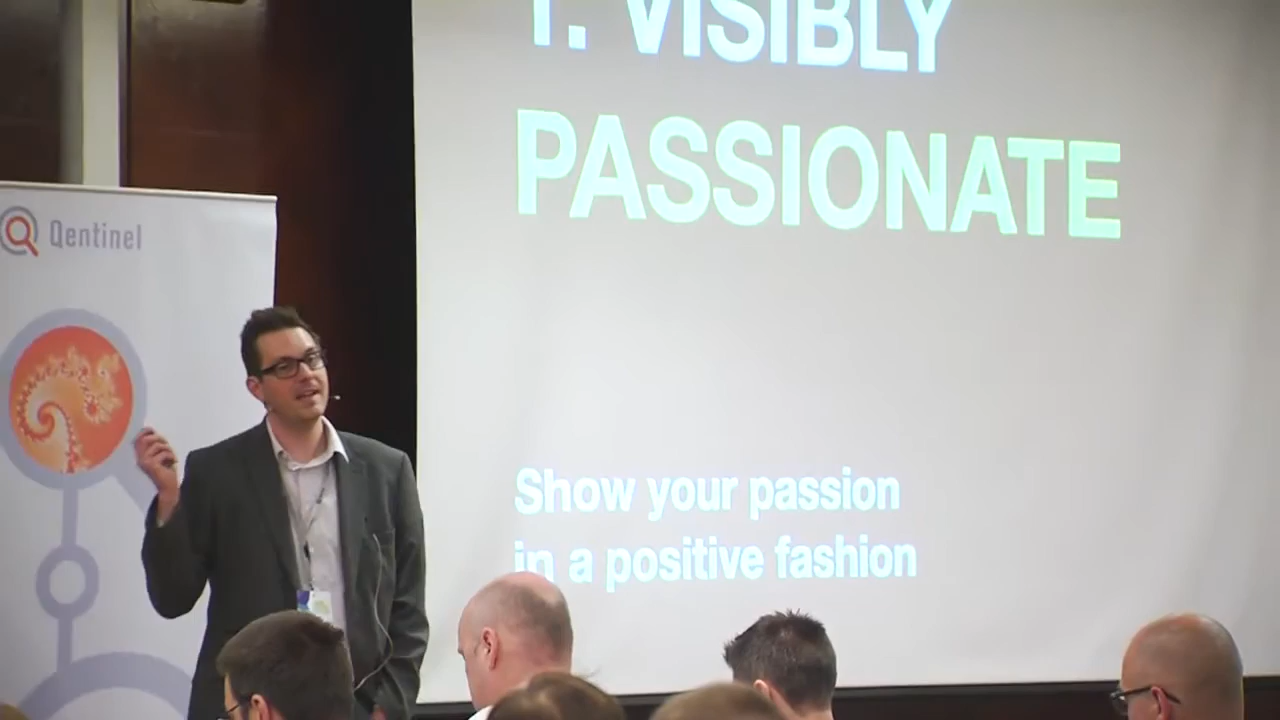 1. VISIBLY
PASSIONATE
Qentinel
Show your passion
in a positive fashion